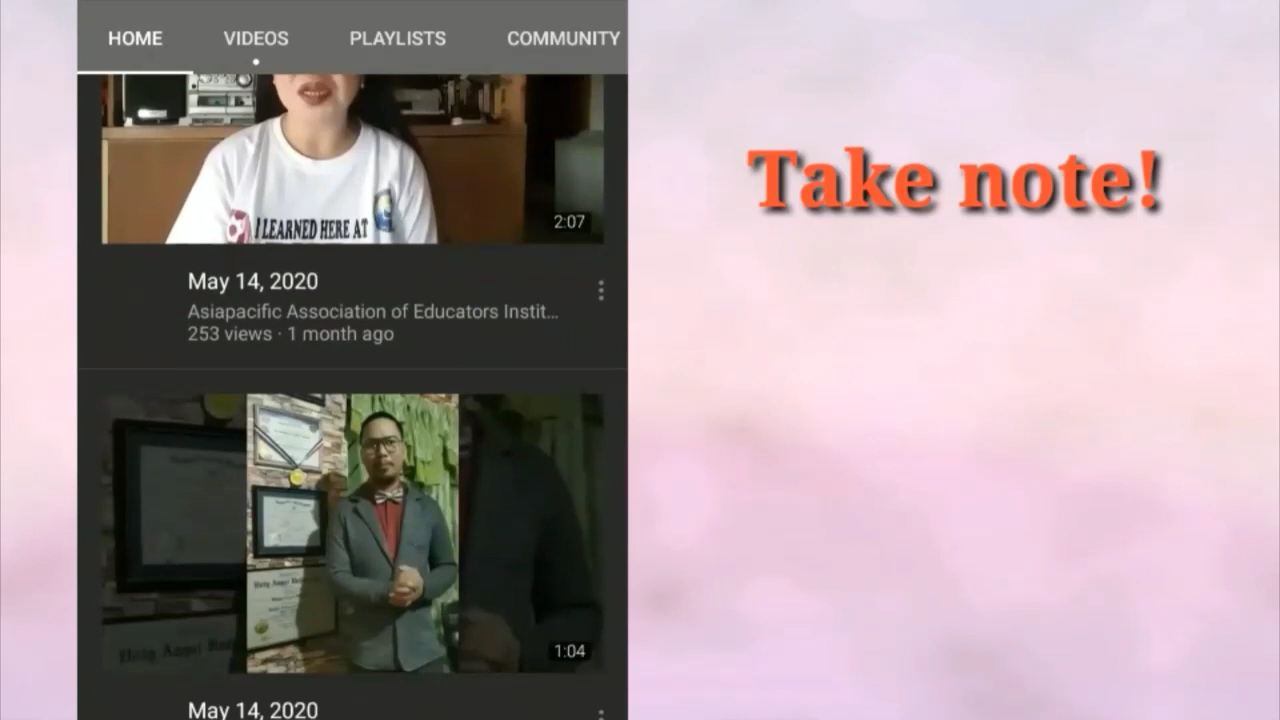 HOME VIDEOS PLAYLISTS COMMUNITY
Take note!
I LEARNED HERE AT
2:07
May 14, 2020
Asiapacific Association of Educators Instit...
253 views · 1 month ago
1:04
May 14, 2020